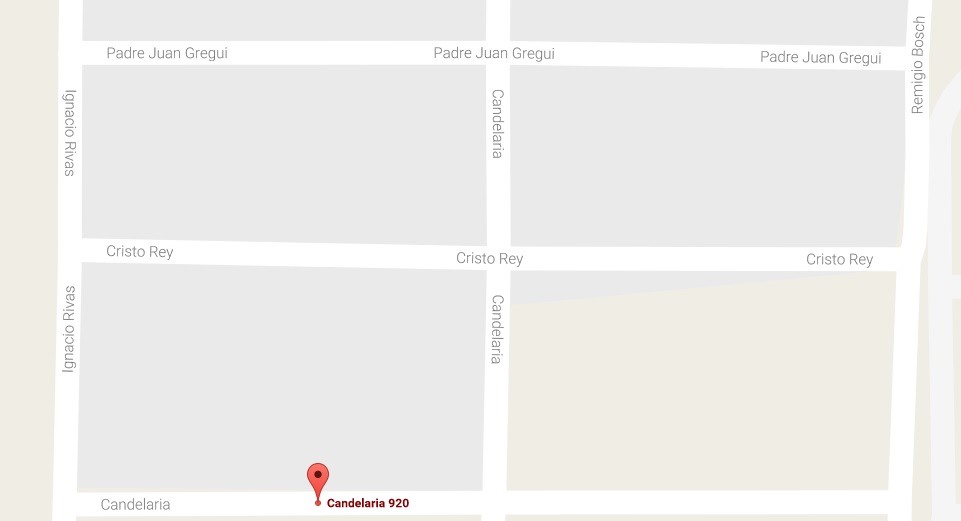 Padre Juan Gregui
Padre Juan Gregui
Padre Juan Gregui
Remigio Bosch
Ignacio Rivas
Candelaria
Cristo Rey
Cristo Rey
Cristo Rey
Ignacio Rivas
Candelaria
Candelaria
Candelaria 920